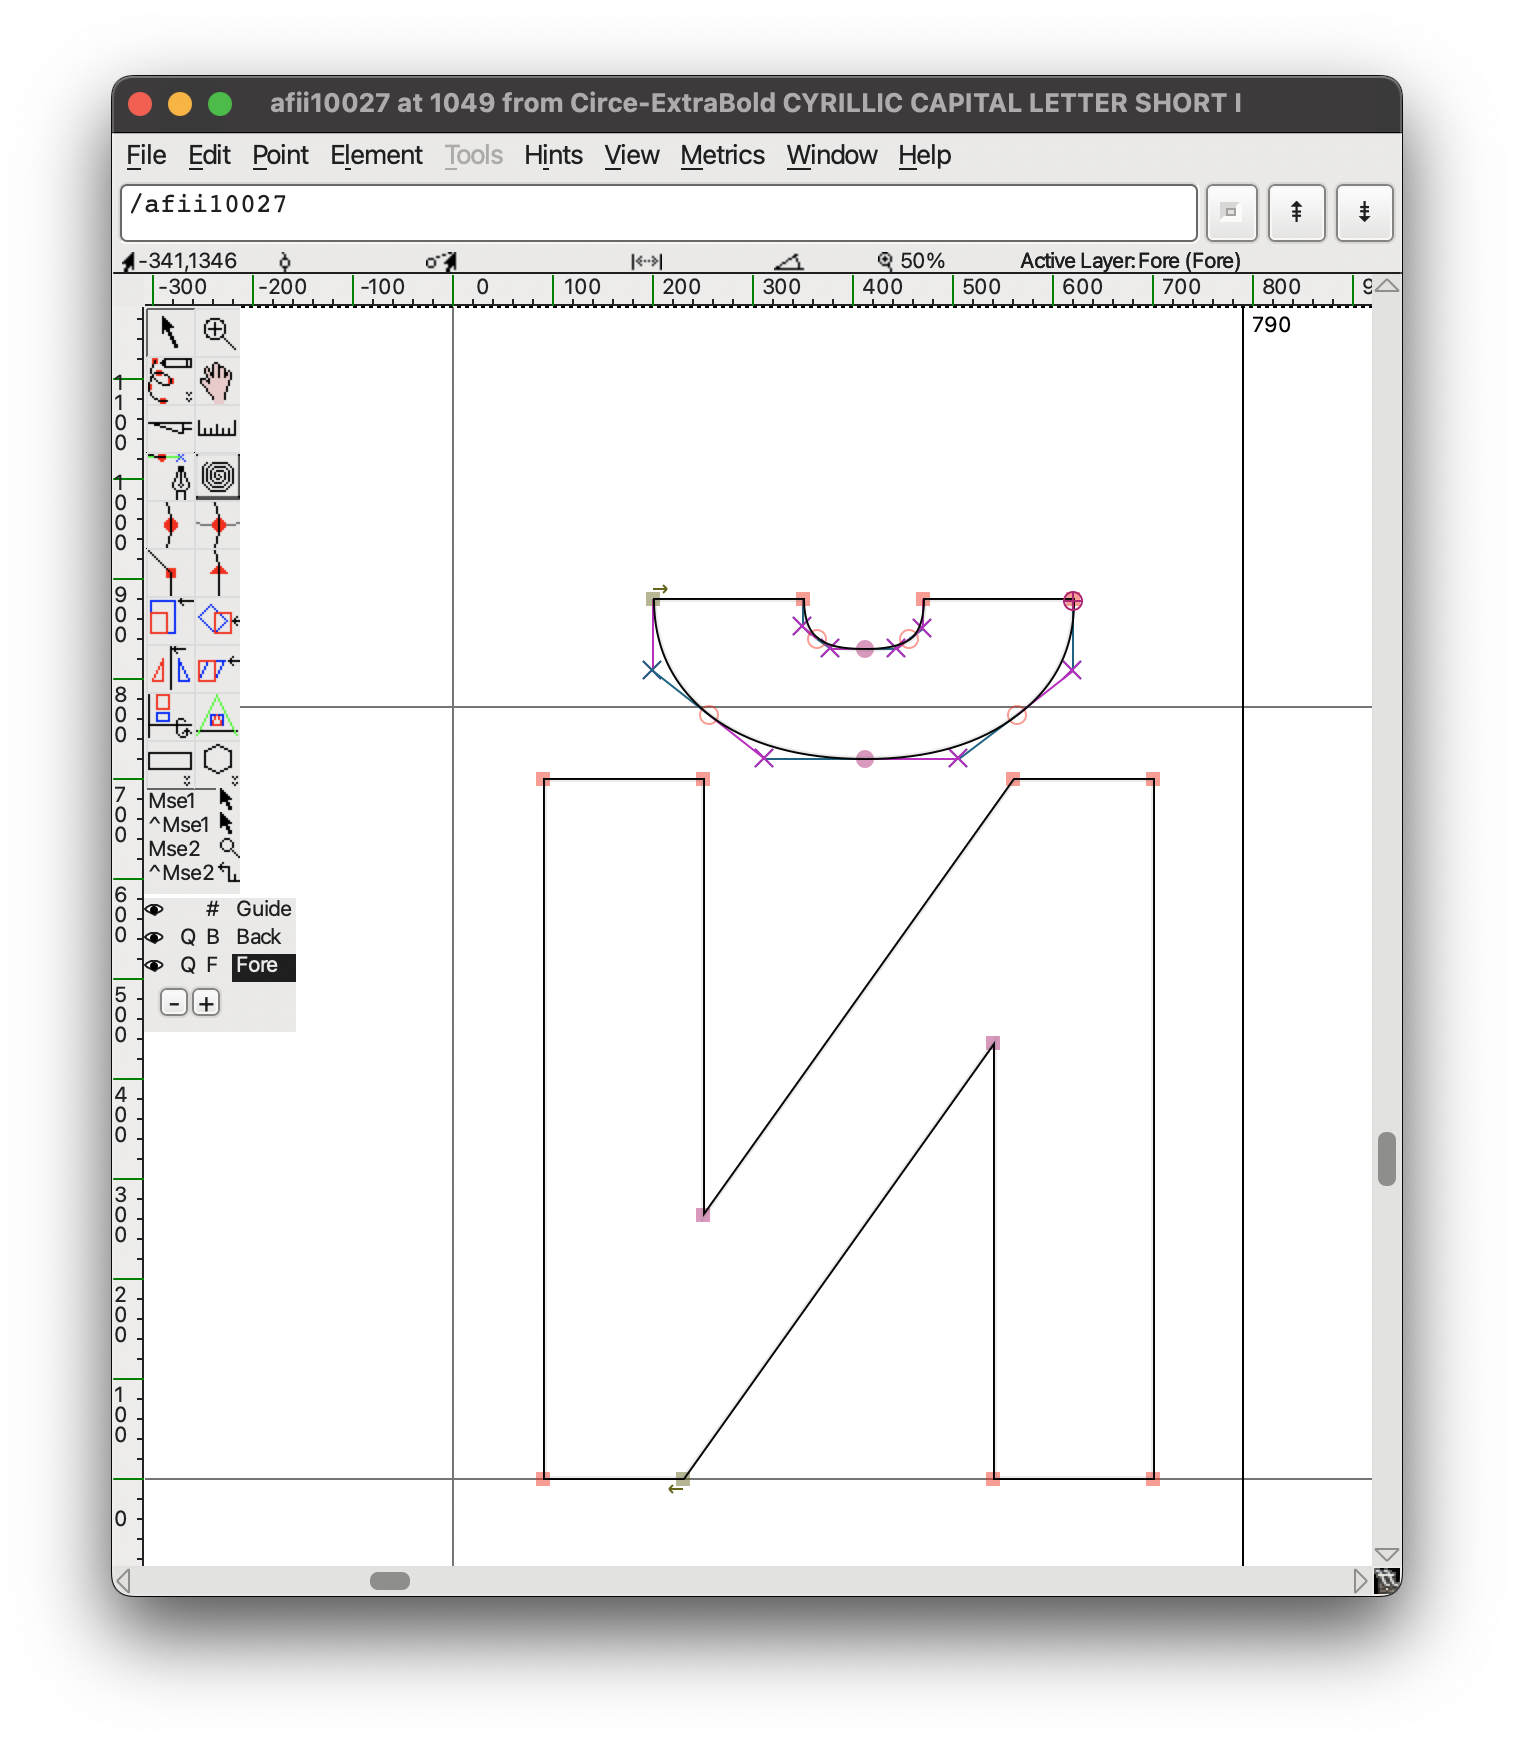 afii10027 at 1049 from Circe-ExtraBold CYRILLIC CAPITAL LETTER SHORT I
File Edit Point Element Tools Hints View Metrics Window Help
/afii10027
-341,1346 50% Active Layer:Fore (Fore)
-300 -200 -100 0 100 200 300 400 500 600 700 800 9
790
1100
1000
900
800
700
Mse1
^Mse1
Mse2
^Mse2
600
# Guide
Q B Back
Q F Fore
500
- +
400
300
200
100
0
Й